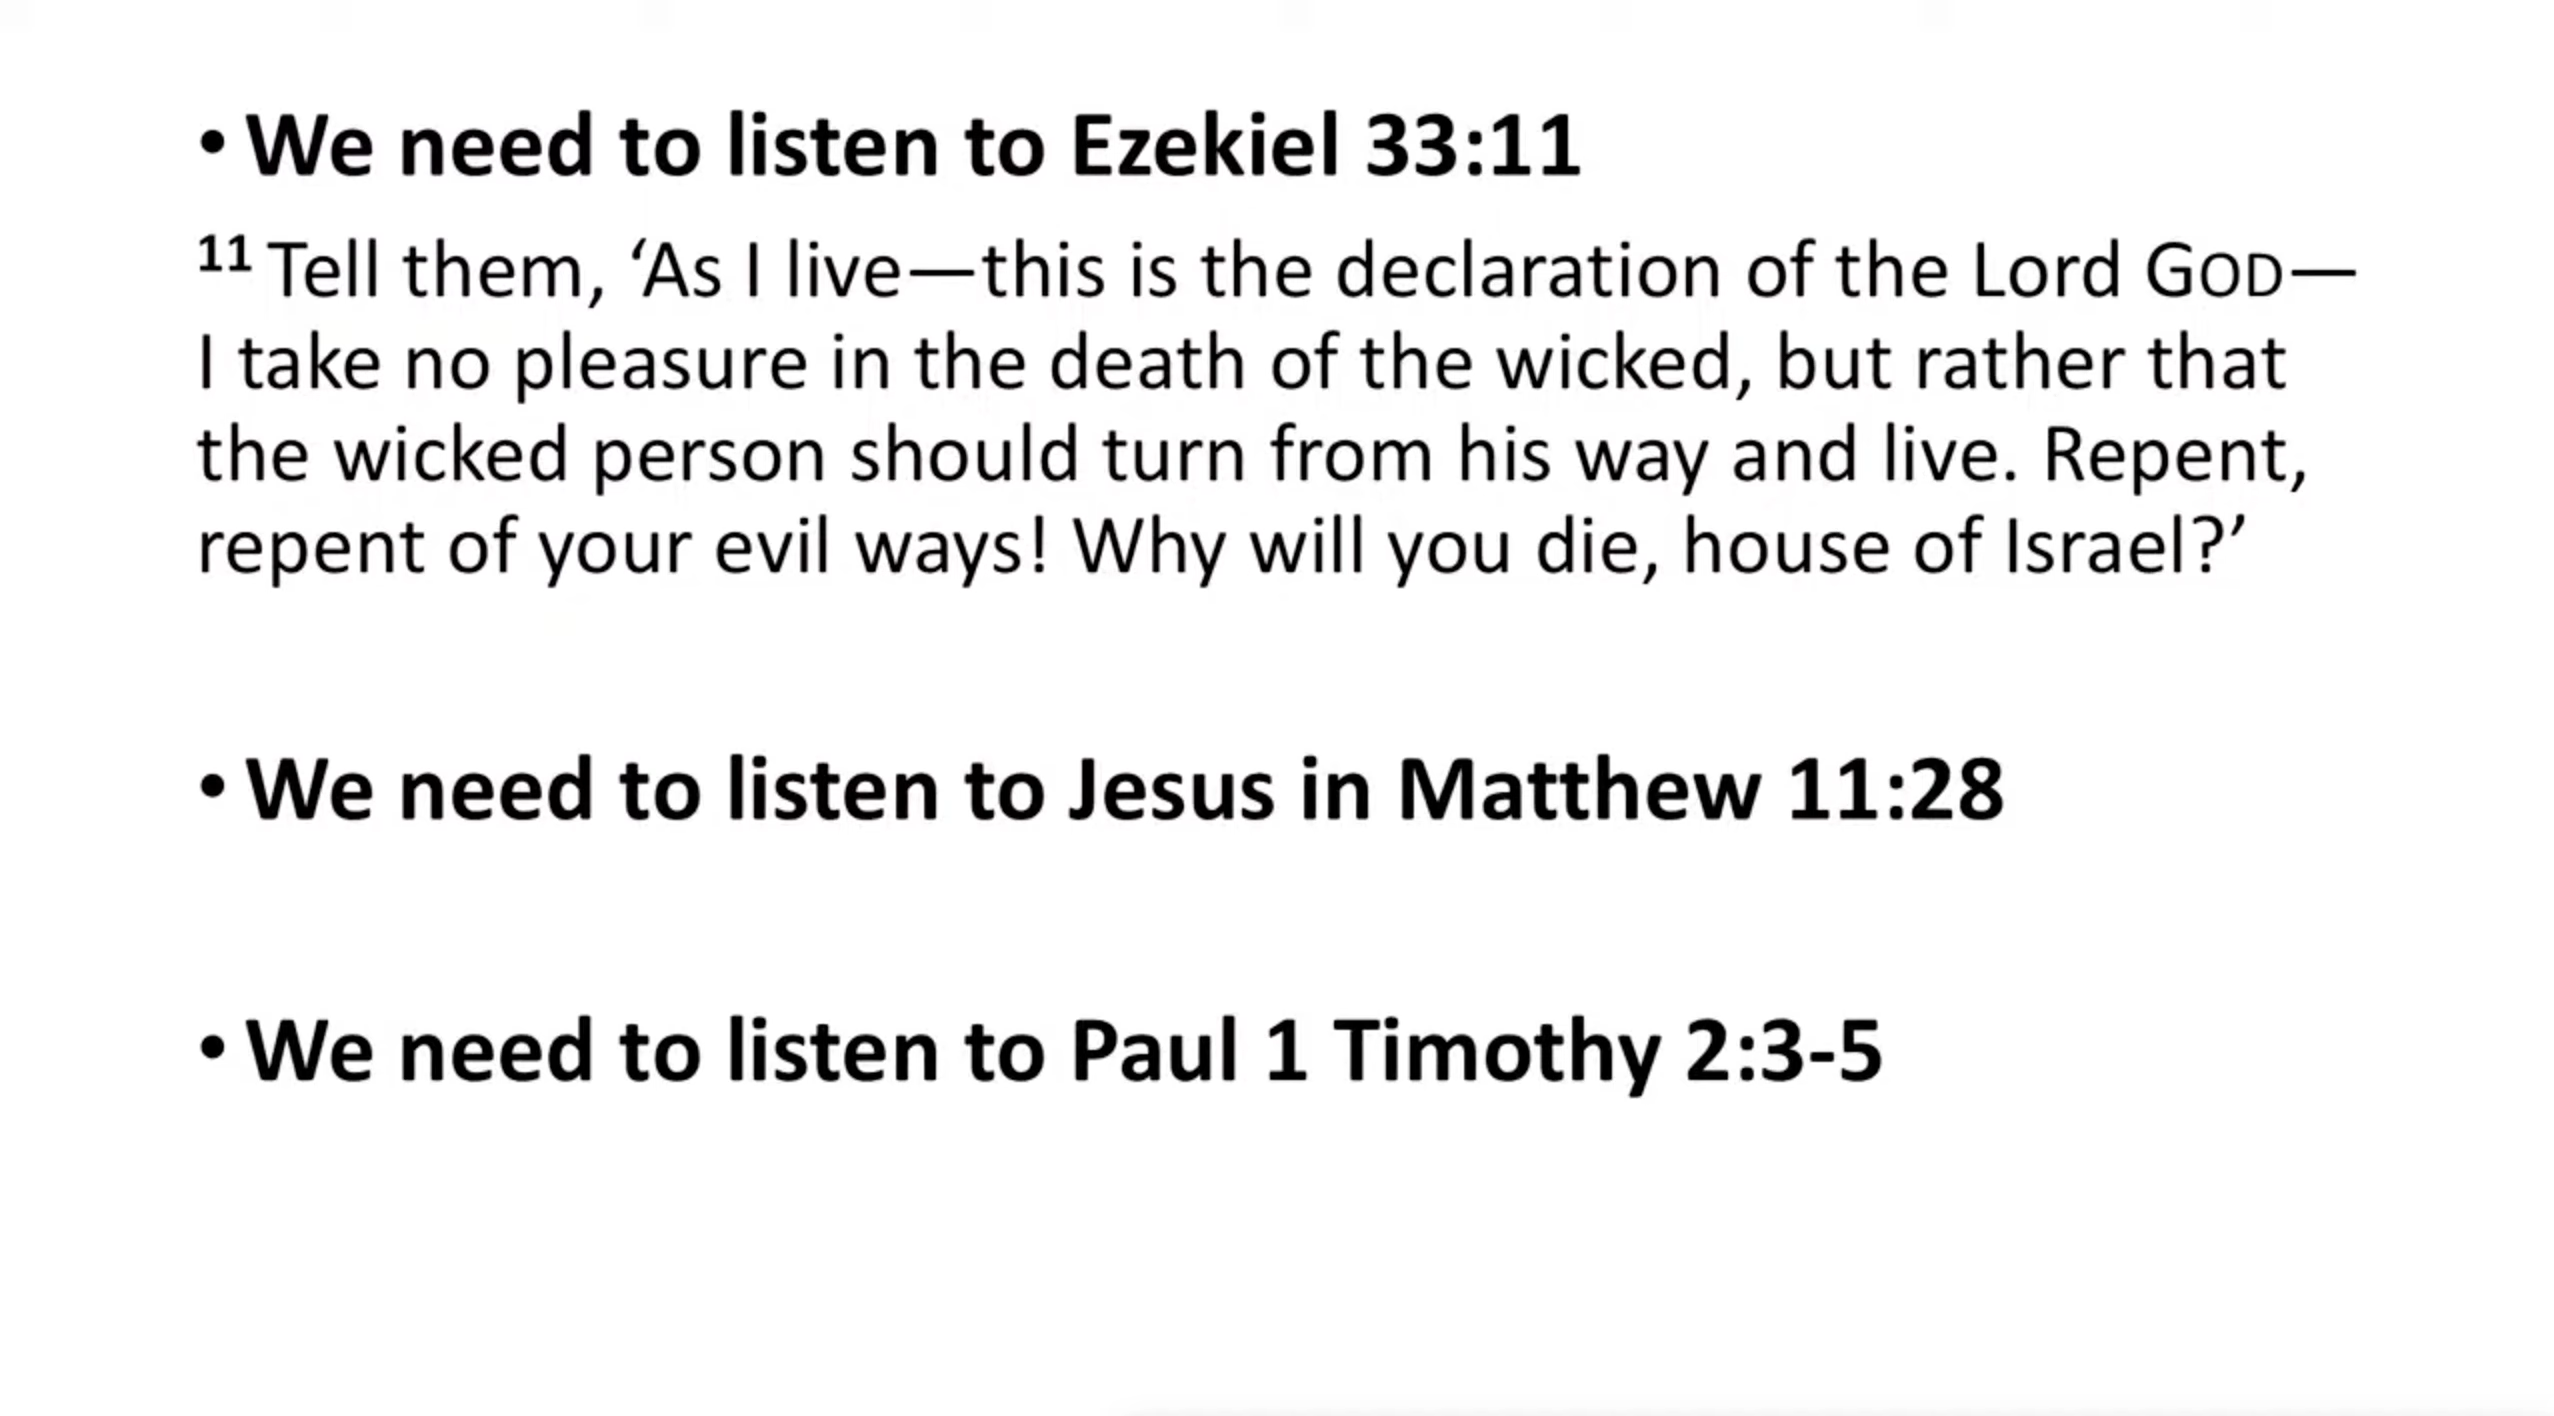 • We need to listen to Ezekiel 33:11
11 Tell them, ‘As I live—this is the declaration of the Lord GOD—
I take no pleasure in the death of the wicked, but rather that
the wicked person should turn from his way and live. Repent,
repent of your evil ways! Why will you die, house of Israel?’
• We need to listen to Jesus in Matthew 11:28
• We need to listen to Paul 1 Timothy 2:3-5